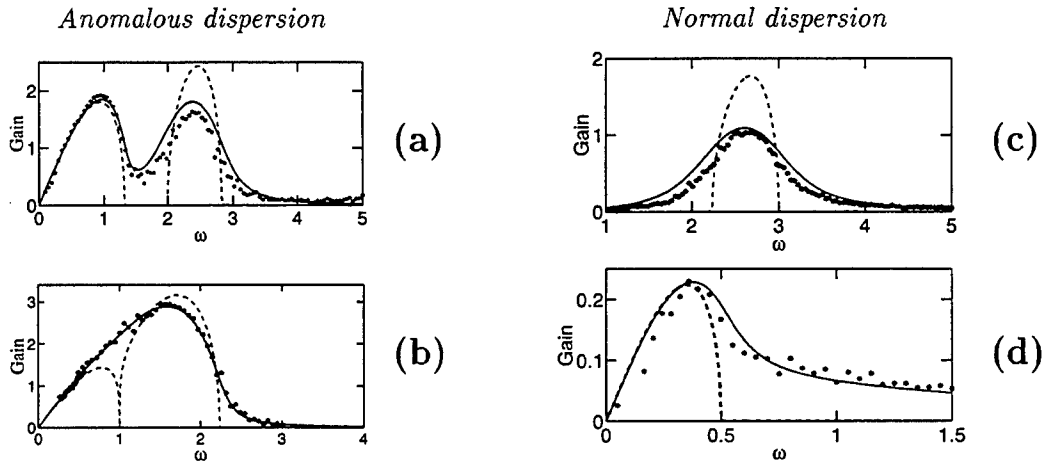 Anomalous dispersion
Normal dispersion
Gain
2
1
0
0 1 2 3 4 5
ω
(a)
Gain
2
1
0
1 2 3 4 5
ω
(c)
Gain
3
2
1
0
0 1 2 3 4
ω
(b)
Gain
0.2
0.1
0
0 0.5 1 1.5
ω
(d)